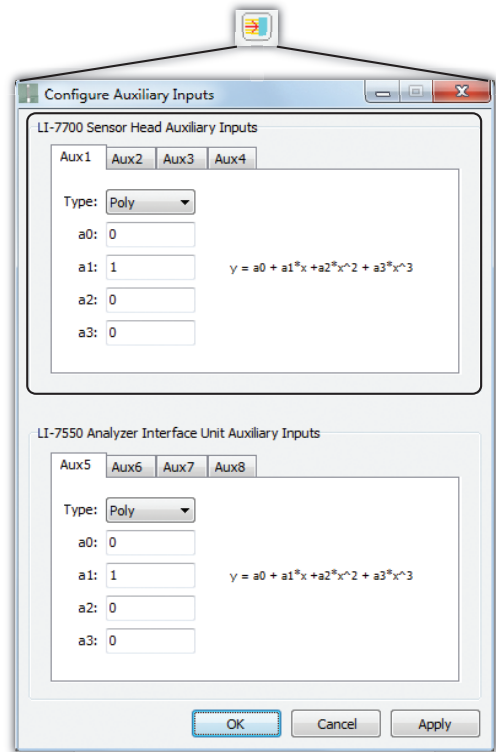 Configure Auxiliary Inputs
LI-7700 Sensor Head Auxiliary Inputs
Aux1 Aux2 Aux3 Aux4
Type: Poly
a0: 0
a1: 1 y = a0 + a1*x +a2*x^2 + a3*x^3
a2: 0
a3: 0
LI-7550 Analyzer Interface Unit Auxiliary Inputs
Aux5 Aux6 Aux7 Aux8
Type: Poly
a0: 0
a1: 1 y = a0 + a1*x +a2*x^2 + a3*x^3
a2: 0
a3: 0
OK Cancel Apply